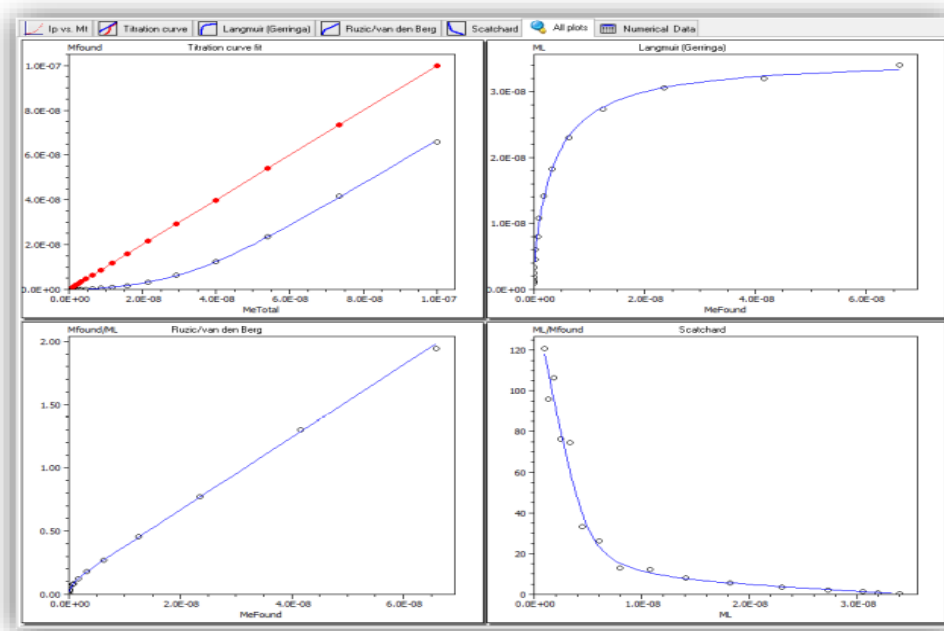 Ip vs. Mt Titration curve Langmuir (Gerringa) Ruzic/van den Berg Scatchard All plots Numerical Data
Mfound Titration curve fit
1.0E-07
8.0E-08
6.0E-08
4.0E-08
2.0E-08
0.0E+00
0.0E+00 2.0E-08 4.0E-08 6.0E-08 8.0E-08 1.0E-07
MeTotal
ML Langmuir (Gerringa)
3.0E-08
2.0E-08
1.0E-08
0.0E+00
0.0E+00 2.0E-08 4.0E-08 6.0E-08
MeFound
Mfound/ML Ruzic/van den Berg
2.00
1.50
1.00
0.50
0.00
0.0E+00 2.0E-08 4.0E-08 6.0E-08
MeFound
ML/Mfound Scatchard
120
100
80
60
40
20
0
0.0E+00 1.0E-08 2.0E-08 3.0E-08
ML